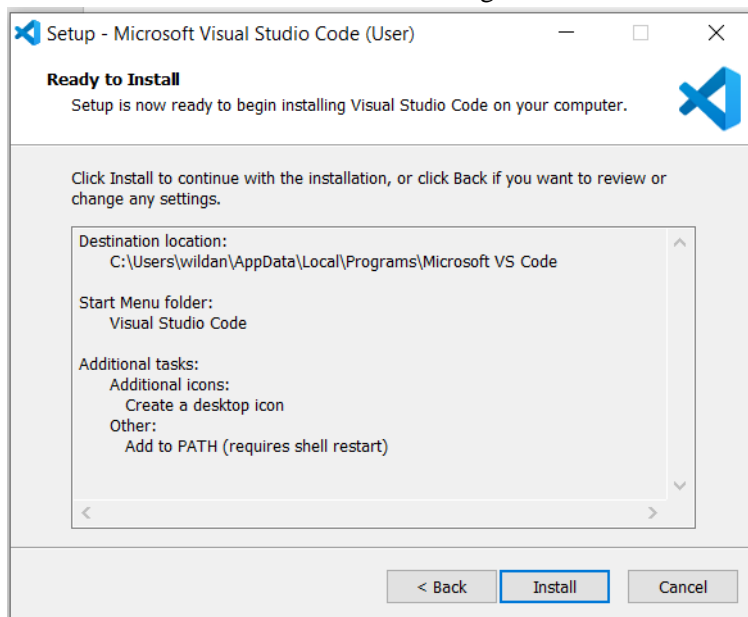 Setup - Microsoft Visual Studio Code (User)
Ready to Install
Setup is now ready to begin installing Visual Studio Code on your computer.
Click Install to continue with the installation, or click Back if you want to review or
change any settings.
Destination location:
C:\Users\wildan\AppData\Local\Programs\Microsoft VS Code
Start Menu folder:
Visual Studio Code
Additional tasks:
Additional icons:
Create a desktop icon
Other:
Add to PATH (requires shell restart)
< Back
Install
Cancel